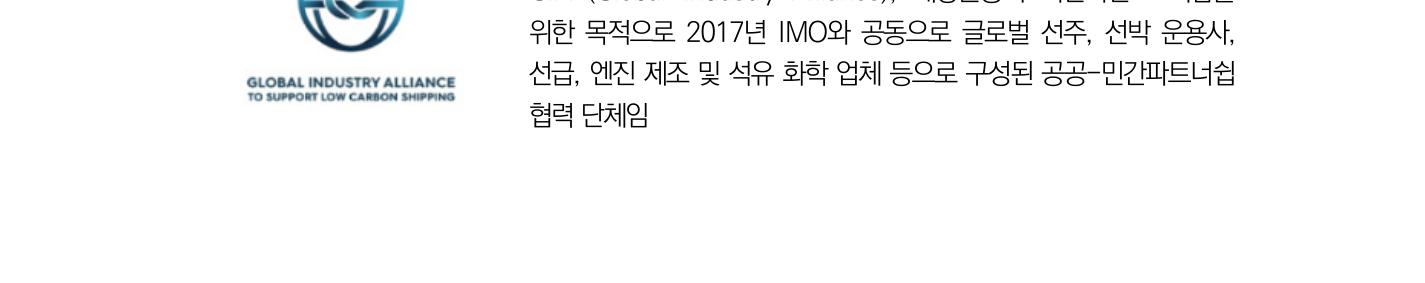 GLOBAL INDUSTRY ALLIANCE
TO SUPPORT LOW CARBON SHIPPING
위한 목적으로 2017년 IMO와 공동으로 글로벌 선주, 선박 운용사,
선급, 엔진 제조 및 석유 화학 업체 등으로 구성된 공공-민간파트너쉽
협력 단체임